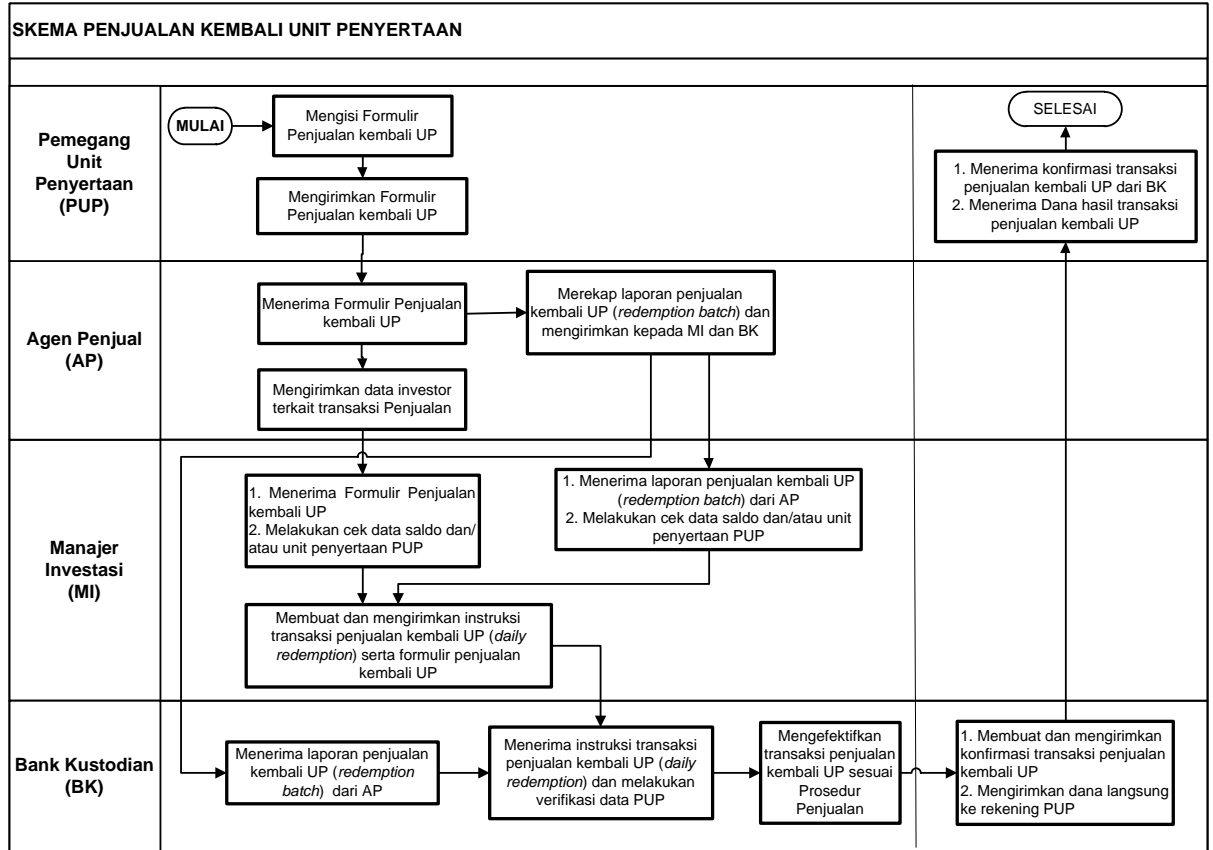 SKEMA PENJUALAN KEMBALI UNIT PENYERTAAN
Pemegang
Unit
Penyertaan
(PUP)
MULAI
Mengisi Formulir
Penjualan kembali UP
Mengirimkan Formulir
Penjualan kembali UP
SELESAI
1. Menerima konfirmasi transaksi
penjualan kembali UP dari BK
2. Menerima Dana hasil transaksi
penjualan kembali UP
Agen Penjual
(AP)
Menerima Formulir Penjualan
kembali UP
Merekap laporan penjualan
kembali UP (redemption batch) dan
mengirimkan kepada MI dan BK
Mengirimkan data investor
terkait transaksi Penjualan
Manajer
Investasi
(MI)
1. Menerima Formulir Penjualan
kembali UP
2. Melakukan cek data saldo dan/
atau unit penyertaan PUP
1. Menerima laporan penjualan kembali UP
(redemption batch) dari AP
2. Melakukan cek data saldo dan/atau unit
penyertaan PUP
Membuat dan mengirimkan instruksi
transaksi penjualan kembali UP (daily
redemption) serta formulir penjualan
kembali UP
Bank Kustodian
(BK)
Menerima laporan penjualan
kembali UP (redemption
batch) dari AP
Menerima instruksi transaksi
penjualan kembali UP (daily
redemption) dan melakukan
verifikasi data PUP
Mengefektifkan
transaksi penjualan
kembali UP sesuai
Prosedur
Penjualan
1. Membuat dan mengirimkan
konfirmasi transaksi penjualan
kembali UP
2. Mengirimkan dana langsung
ke rekening PUP